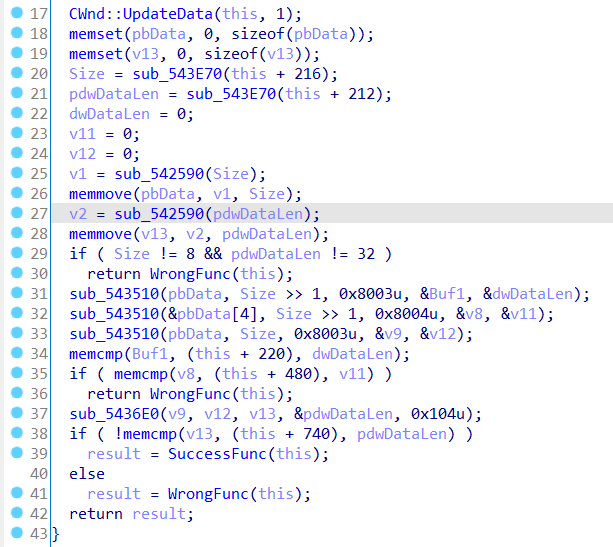 17 CWnd::UpdateData(this, 1);
18 memset(pbData, 0, sizeof(pbData));
19 memset(v13, 0, sizeof(v13));
20 Size = sub_543E70(this + 216);
21 pdwDataLen = sub_543E70(this + 212);
22 dwDataLen = 0;
23 v11 = 0;
24 v12 = 0;
25 v1 = sub_542590(Size);
26 memmove(pbData, v1, Size);
27 v2 = sub_542590(pdwDataLen);
28 memmove(v13, v2, pdwDataLen);
29 if ( Size != 8 && pdwDataLen != 32 )
30 return WrongFunc(this);
31 sub_543510(pbData, Size >> 1, 0x8003u, &Buf1, &dwDataLen);
32 sub_543510(&pbData[4], Size >> 1, 0x8004u, &v8, &v11);
33 sub_543510(pbData, Size, 0x8003u, &v9, &v12);
34 memcmp(Buf1, (this + 220), dwDataLen);
35 if ( memcmp(v8, (this + 480), v11) )
36 return WrongFunc(this);
37 sub_5436E0(v9, v12, v13, &pdwDataLen, 0x104u);
38 if ( !memcmp(v13, (this + 740), pdwDataLen) )
39 result = SuccessFunc(this);
40 else
41 result = WrongFunc(this);
42 return result;
43 }